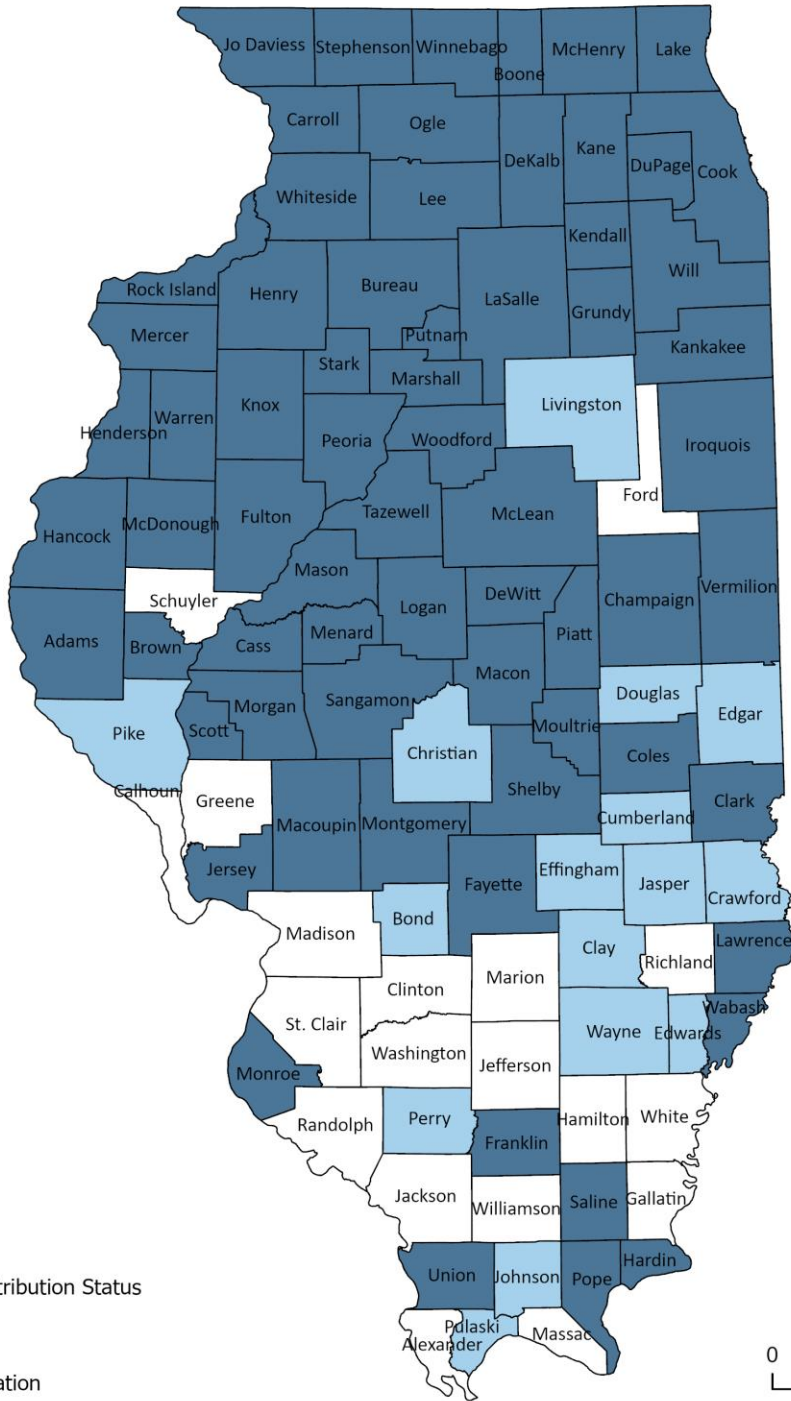 Jo Daviess
Stephenson
Winnebago
Boone
McHenry
Lake
Carroll
Ogle
DeKalb
Kane
DuPage
Cook
Whiteside
Lee
Kendall
Will
Rock Island
Henry
Bureau
LaSalle
Grundy
Mercer
Putnam
Kankakee
Stark
Marshall
Livingston
Henderson
Warren
Knox
Peoria
Woodford
Iroquois
Ford
Hancock
McDonough
Fulton
Tazewell
McLean
Schuyler
Mason
Logan
DeWitt
Champaign
Vermilion
Adams
Brown
Cass
Menard
Piatt
Macon
Pike
Scott
Morgan
Sangamon
Moultrie
Douglas
Edgar
Christian
Coles
Calhoun
Greene
Macoupin
Montgomery
Shelby
Cumberland
Clark
Jersey
Fayette
Effingham
Jasper
Crawford
Madison
Bond
Clay
Richland
Lawrence
Marion
Clinton
St. Clair
Washington
Wayne
Edwards
Wabash
Monroe
Jefferson
Randolph
Perry
Franklin
Hamilton
White
Jackson
Williamson
Saline
Gallatin
Union
Johnson
Pope
Hardin
Pulaski
Alexander
Massac
tribution Status
ation
0